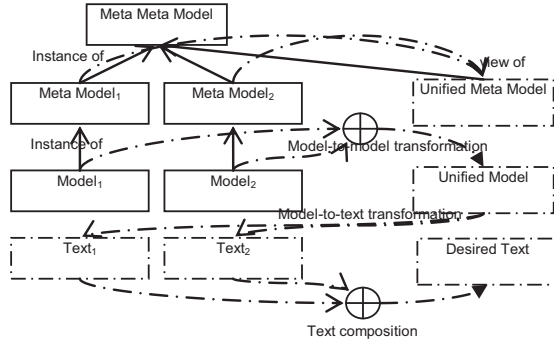 Meta Meta Model
Instance of
view of
Meta Model1
Meta Model2
Unified Meta Model
Instance of
Model-to-model transformation
Model1
Model2
Unified Model
Model-to-text transformation
Text1
Text2
Desired Text
Text composition